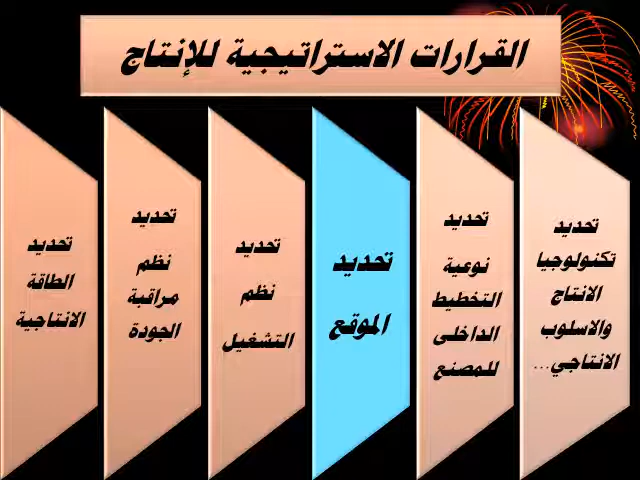 القرارات الاستراتيجية للإنتاج
تحديد
تكنولوجيا
الانتاج
والاسلوب
الانتاجي...
تحديد
نوعية
التخطيط
الداخلى
للمصنع
تحديد
الموقع
تحديد
نظم
التشغيل
تحديد
نظم
مراقبة
الجودة
تحديد
الطاقة
الانتاجية